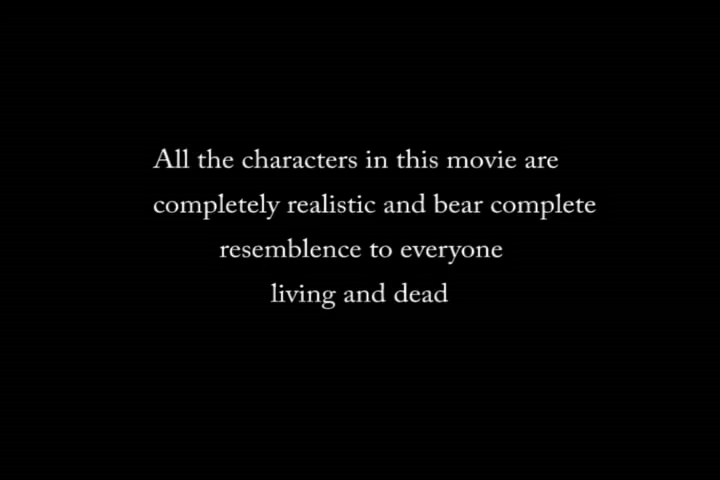 All the characters in this movie are
completely realistic and bear complete
resemblence to everyone
living and dead